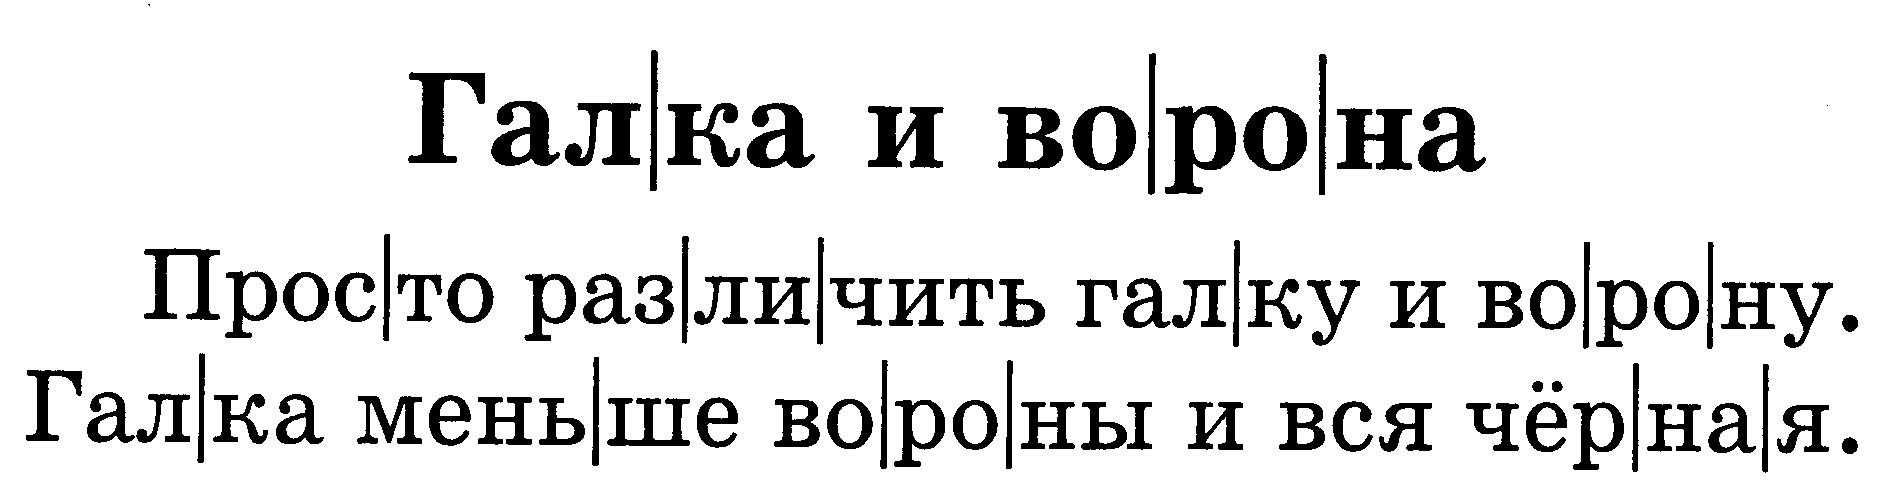 Гал|ка и во|ро|на
Прос|то раз|ли|чить гал|ку и во|ро|ну.
Гал|ка мень|ше во|ро|ны и вся чёр|на|я.